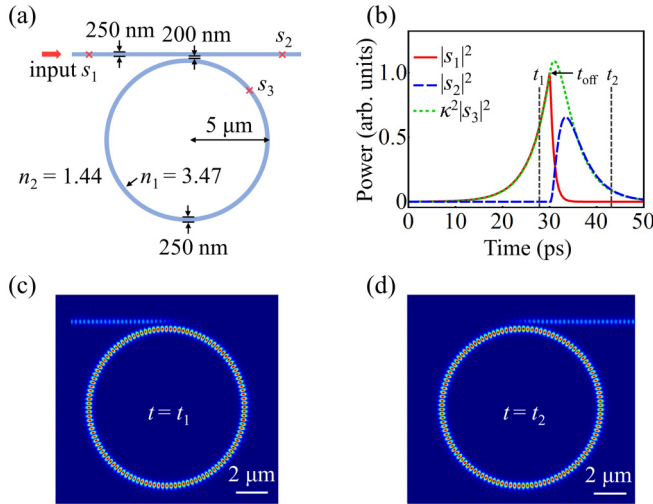 (a)
250 nm
200 nm
s₂
input s₁
s₃
5 μm
n₂ = 1.44
n₁ = 3.47
250 nm
(b)
|s₁|²
|s₂|²
κ²|s₃|²
t₁
t_off
t₂
Power (arb. units)
1.0
0.5
0
0 10 20 30 40 50
Time (ps)
(c)
t = t₁
2 μm
(d)
t = t₂
2 μm